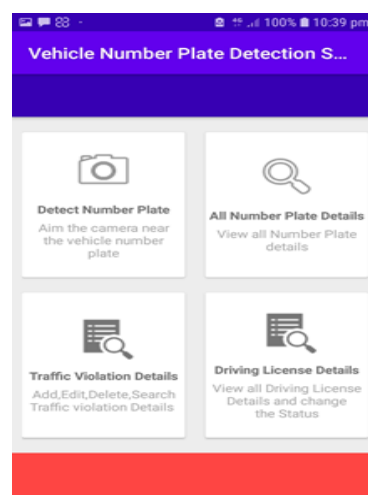 100% 10:39 pm
Vehicle Number Plate Detection S...
Detect Number Plate
Aim the camera near
the vehicle number
plate
All Number Plate Details
View all Number Plate
details
Traffic Violation Details
Add,Edit,Delete,Search
Traffic violation Details
Driving License Details
View all Driving License
Details and change
the Status